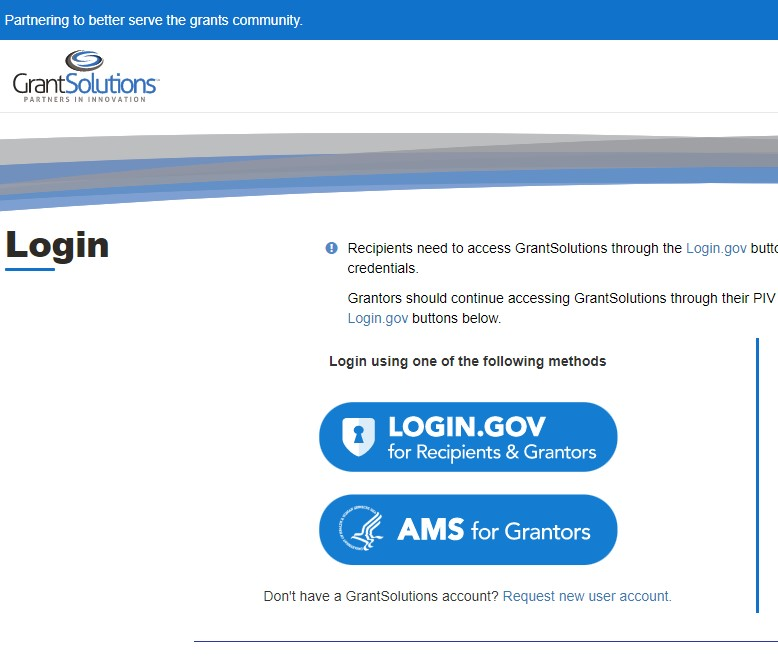 Partnering to better serve the grants community.
GrantSolutions
PARTNERS IN INNOVATION
Login
Recipients need to access GrantSolutions through the Login.gov butto
credentials.
Grantors should continue accessing GrantSolutions through their PIV
Login.gov buttons below.
Login using one of the following methods
LOGIN.GOV
for Recipients & Grantors
AMS for Grantors
Don't have a GrantSolutions account? Request new user account.